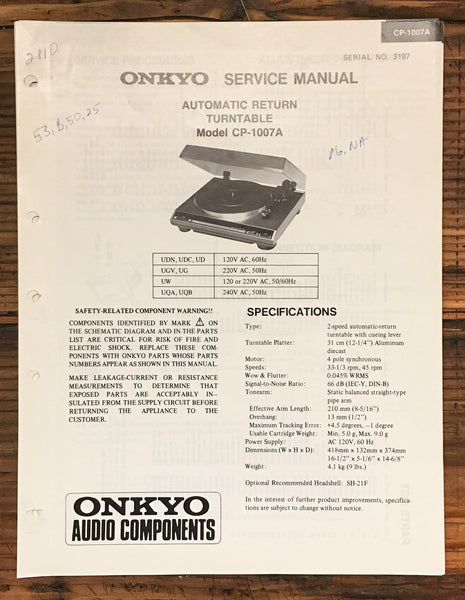 CP-1007A
SERIAL NO. 3197
ONKYO SERVICE MANUAL
AUTOMATIC RETURN
TURNTABLE
Model CP-1007A
53, B, 50, 25
UDN, UDC, UD 120V AC, 60Hz
UGV, UG 220V AC, 50Hz
UW 120 or 220V AC, 50/60Hz
UQA, UQB 240V AC, 50Hz
SAFETY-RELATED COMPONENT WARNING!!
COMPONENTS IDENTIFIED BY MARK ⚠ ON
THE SCHEMATIC DIAGRAM AND IN THE PARTS
LIST ARE CRITICAL FOR RISK OF FIRE AND
ELECTRIC SHOCK. REPLACE THESE COM-
PONENTS WITH ONKYO PARTS WHOSE PARTS
NUMBERS APPEAR AS SHOWN IN THIS MANUAL.
MAKE LEAKAGE-CURRENT OR RESISTANCE
MEASUREMENTS TO DETERMINE THAT
EXPOSED PARTS ARE ACCEPTABLY IN-
SULATED FROM THE SUPPLY CIRCUIT BEFORE
RETURNING THE APPLIANCE TO THE
CUSTOMER.
SPECIFICATIONS
Type: 2-speed automatic-return
turntable with cueing lever
Turntable Platter: 31 cm (12-1/4") Aluminum
diecast
Motor: 4 pole synchronous
Speeds: 33-1/3 rpm, 45 rpm
Wow & Flutter: 0.045% WRMS
Signal-to-Noise Ratio: 66 dB (IEC-Y, DIN-B)
Tonearm: Static balanced straight-type
pipe arm
Effective Arm Length: 210 mm (8-5/16")
Overhang: 13 mm (1/2")
Maximum Tracking Error: +4.5 degrees, −1 degree
Usable Cartridge Weight: Min. 5.0 g, Max. 9.0 g
Power Supply: AC 120V, 60 Hz
Dimensions (W x H x D): 418mm x 132mm x 374mm
16-1/2" x 5-1/6" x 14-6/8"
Weight: 4.1 kg (9 lbs.)
Optional Recommended Headshell: SH-21F
In the interest of further product improvements, specifica-
tions are subject to change without notice.
ONKYO
AUDIO COMPONENTS